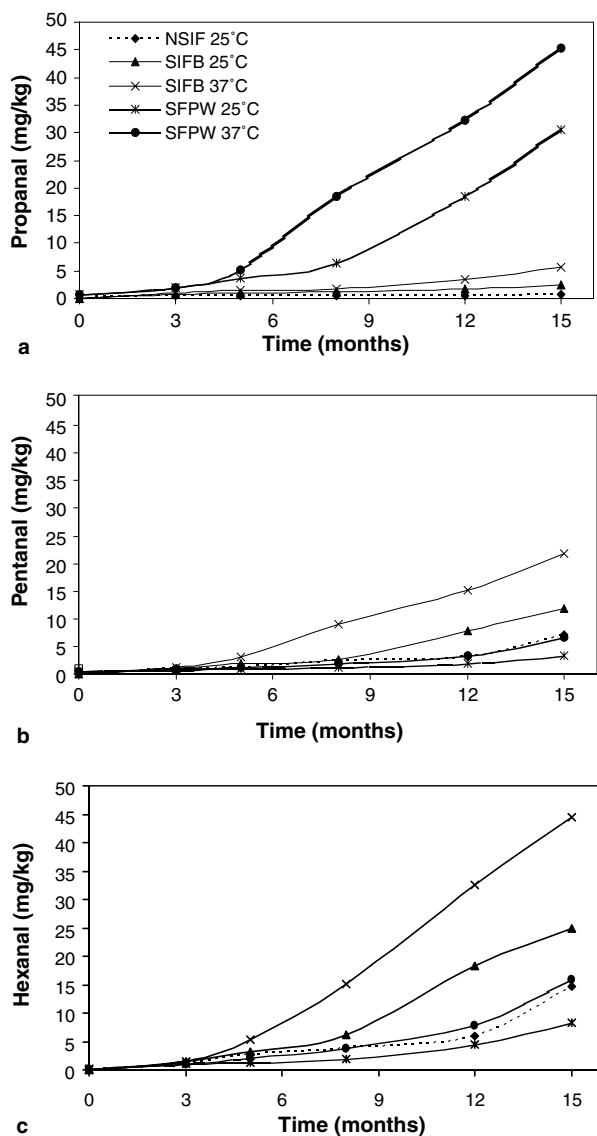 50
45
40
35
30
25
20
15
10
5
0
Propanal (mg/kg)
NSIF 25˚C
SIFB 25˚C
SIFB 37˚C
SFPW 25˚C
SFPW 37˚C
0 3 6 9 12 15
Time (months)
a
50
45
40
35
30
25
20
15
10
5
0
Pentanal (mg/kg)
0 3 6 9 12 15
Time (months)
b
50
45
40
35
30
25
20
15
10
5
0
Hexanal (mg/kg)
0 3 6 9 12 15
Time (months)
c